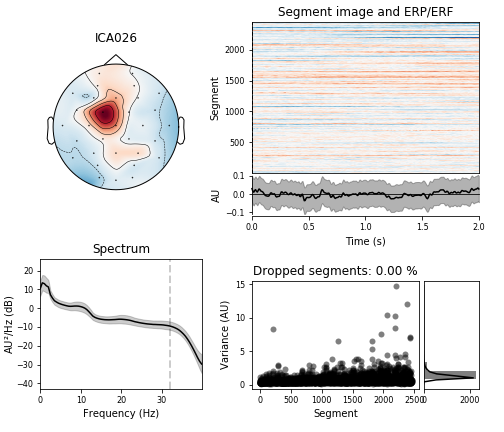 ICA026
Segment image and ERP/ERF
Segment
2000
1500
1000
500
AU
0.1
0.0
−0.1
0.0 0.5 1.0 1.5 2.0
Time (s)
Spectrum
AU²/Hz (dB)
20
10
0
−10
−20
−30
−40
0 10 20 30
Frequency (Hz)
Dropped segments: 0.00 %
Variance (AU)
15
10
5
0
0 500 1000 1500 2000 2500
Segment
0 2000